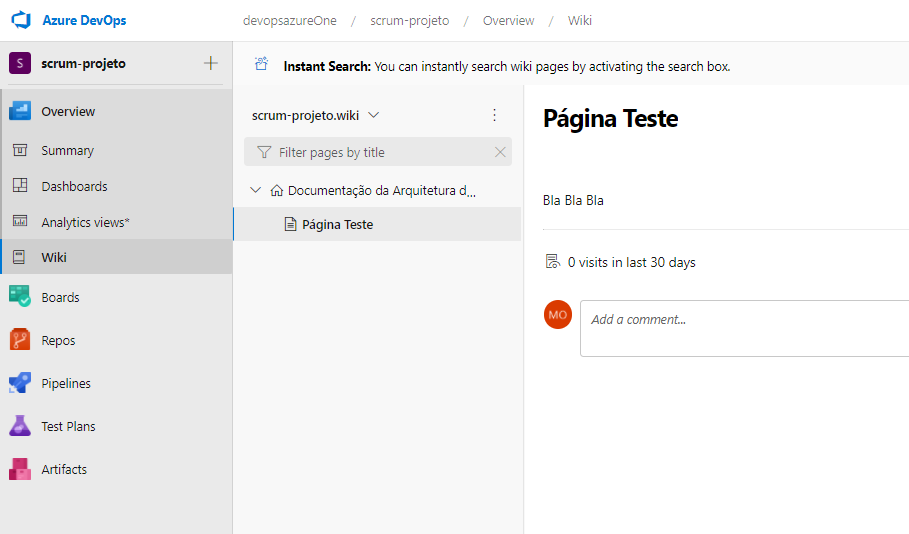 Azure DevOps
devopsazureOne / scrum-projeto / Overview / Wiki
S scrum-projeto
Overview
Summary
Dashboards
Analytics views*
Wiki
Boards
Repos
Pipelines
Test Plans
Artifacts
Instant Search: You can instantly search wiki pages by activating the search box.
scrum-projeto.wiki
Filter pages by title
Documentação da Arquitetura d...
Página Teste
Página Teste
Bla Bla Bla
0 visits in last 30 days
MO
Add a comment...